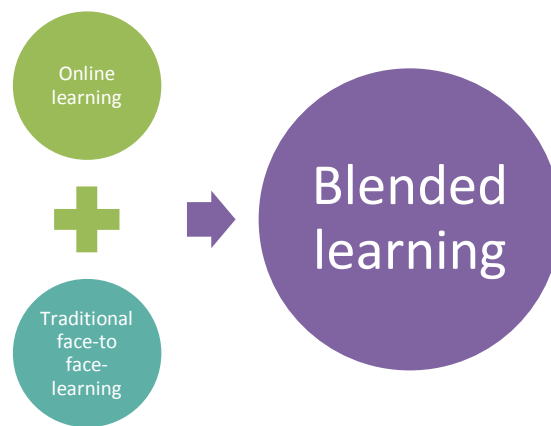 Online
learning
Traditional
face-to
face-
learning
Blended
learning